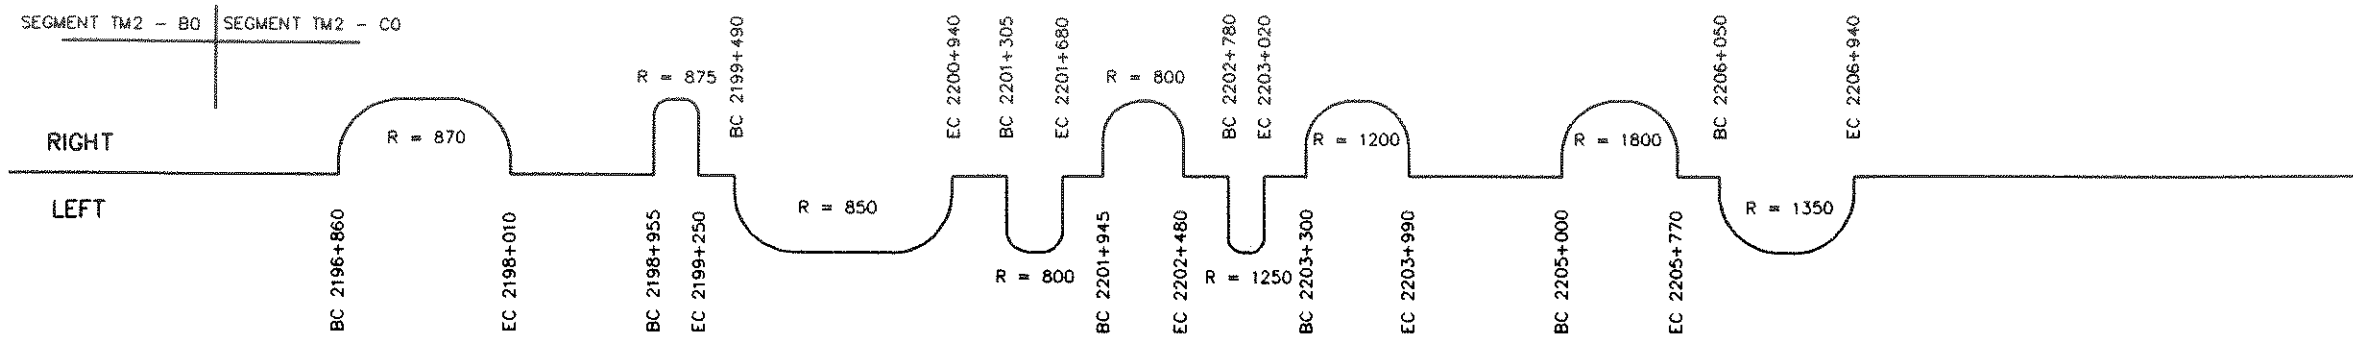 SEGMENT TM2 - B0
SEGMENT TM2 - C0
RIGHT
LEFT
R = 870
BC 2196+860
EC 2198+010
R = 875
BC 2198+955
EC 2199+250
BC 2199+490
R = 850
EC 2200+940
BC 2201+305
R = 800
EC 2201+680
R = 800
BC 2201+945
EC 2202+480
BC 2202+780
R = 1250
EC 2203+020
R = 1200
BC 2203+300
EC 2203+990
R = 1800
BC 2205+000
EC 2205+770
BC 2206+050
R = 1350
EC 2206+940